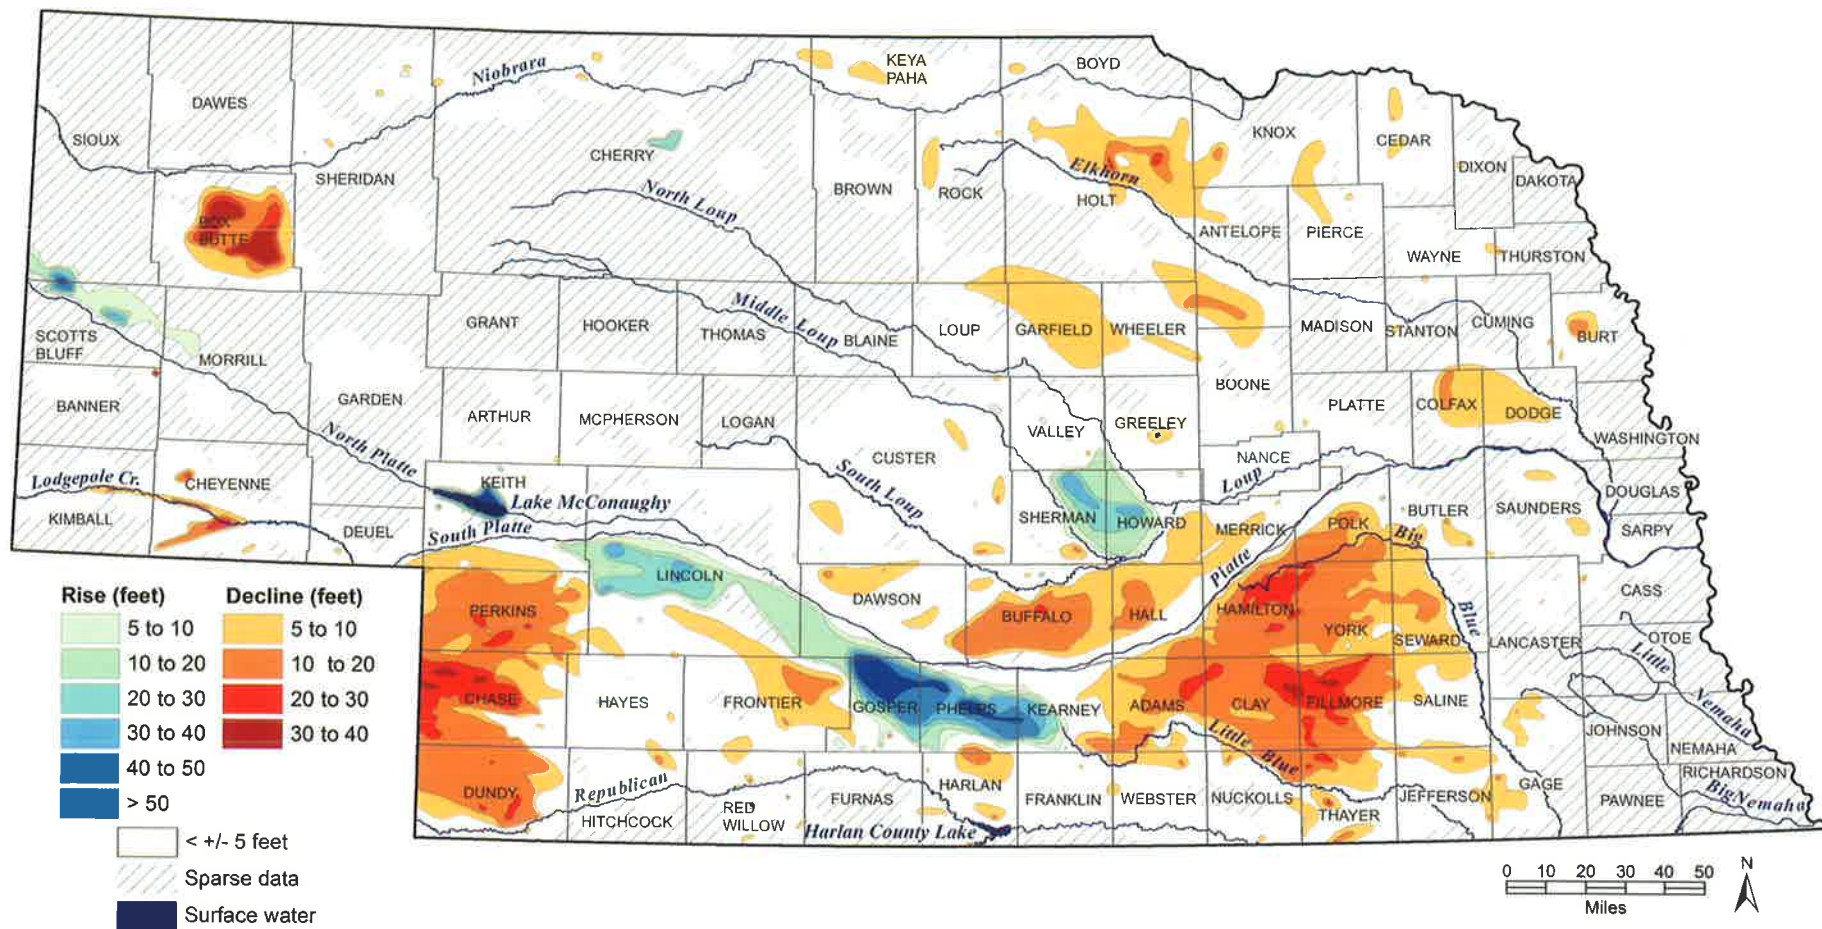 KEYA
PAHA
BOYD
Niobrara
DAWES
SIOUX
KNOX
CEDAR
CHERRY
SHERIDAN
DIXON
DAKOTA
Elkhorn
BROWN
ROCK
HOLT
North Loup
BOX
BUTTE
ANTELOPE
PIERCE
WAYNE
THURSTON
GRANT
HOOKER
THOMAS
Middle Loup
BLAINE
LOUP
GARFIELD
WHEELER
MADISON
STANTON
CUMING
BURT
SCOTTS
BLUFF
MORRILL
BANNER
GARDEN
ARTHUR
MCPHERSON
LOGAN
BOONE
PLATTE
COLFAX
DODGE
VALLEY
GREELEY
WASHINGTON
North Platte
CUSTER
NANCE
Lodgepole Cr.
CHEYENNE
KEITH
Lake McConaughy
South Loup
Loup
DOUGLAS
KIMBALL
DEUEL
South Platte
SHERMAN
HOWARD
MERRICK
POLK
BUTLER
SAUNDERS
SARPY
Big
Platte
LINCOLN
CASS
PERKINS
DAWSON
BUFFALO
HALL
HAMILTON
YORK
SEWARD
Blue
LANCASTER
OTOE
Little
CHASE
HAYES
FRONTIER
GOSPER
PHELPS
KEARNEY
ADAMS
CLAY
FILLMORE
SALINE
Nemaha
JOHNSON
NEMAHA
Little Blue
DUNDY
Republican
HITCHCOCK
RED
WILLOW
FURNAS
HARLAN
FRANKLIN
WEBSTER
NUCKOLLS
THAYER
JEFFERSON
GAGE
PAWNEE
RICHARDSON
BigNemaha
Harlan County Lake
Rise (feet) Decline (feet)
5 to 10 5 to 10
10 to 20 10 to 20
20 to 30 20 to 30
30 to 40 30 to 40
40 to 50
> 50
< +/- 5 feet
Sparse data
Surface water
0 10 20 30 40 50
Miles
N